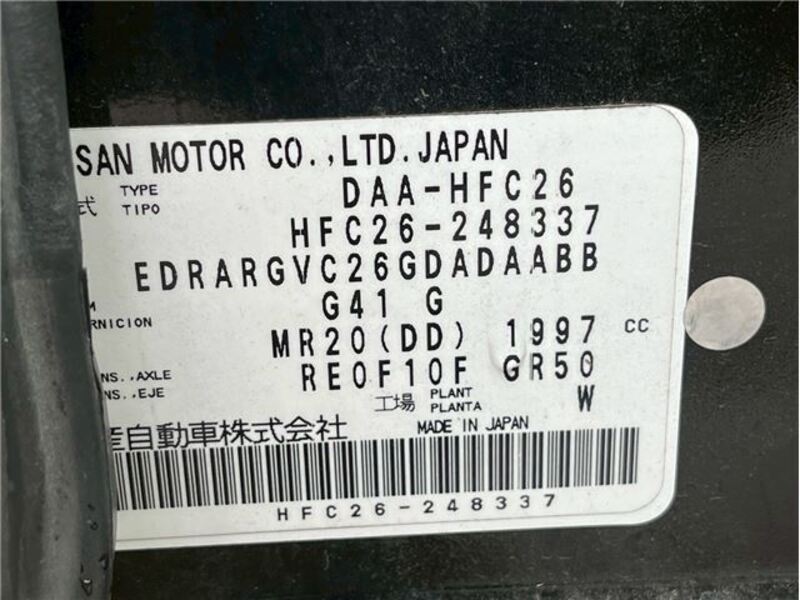 SAN MOTOR CO.,LTD.JAPAN
式 TYPE DAA-HFC26
TIPO
HFC26-248337
EDRARGVC26GDADAABB
M G41 G
RNICION
MR20(DD) 1997 CC
NS.,AXLE RE0F10F GR50
NS.,EJE
工場 PLANT W
PLANTA
産自動車株式会社 MADE IN JAPAN
HFC26-248337